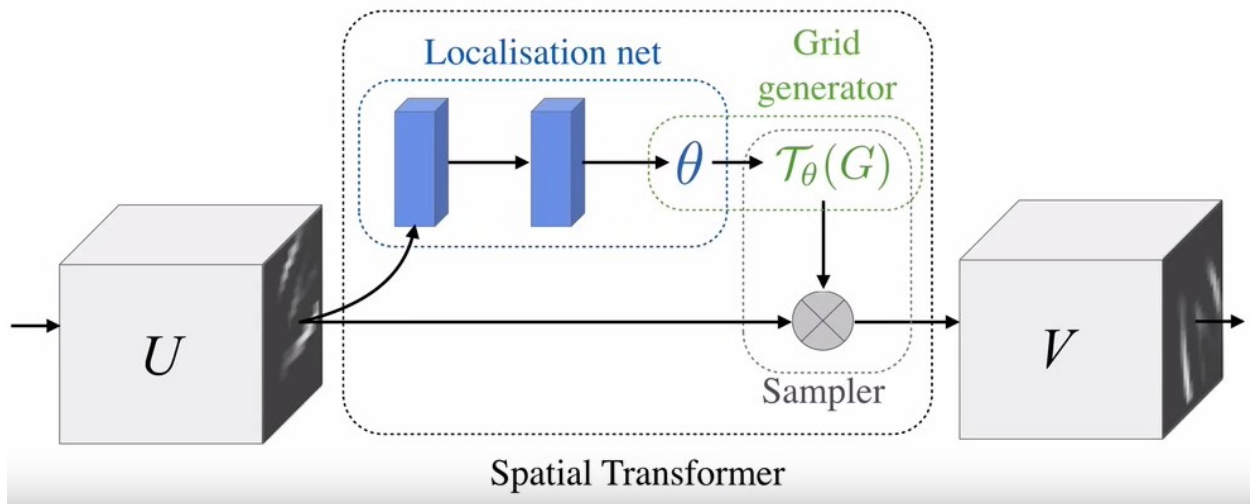 Localisation net
Grid
generator
θ
𝒯θ(G)
U
V
Sampler
Spatial Transformer